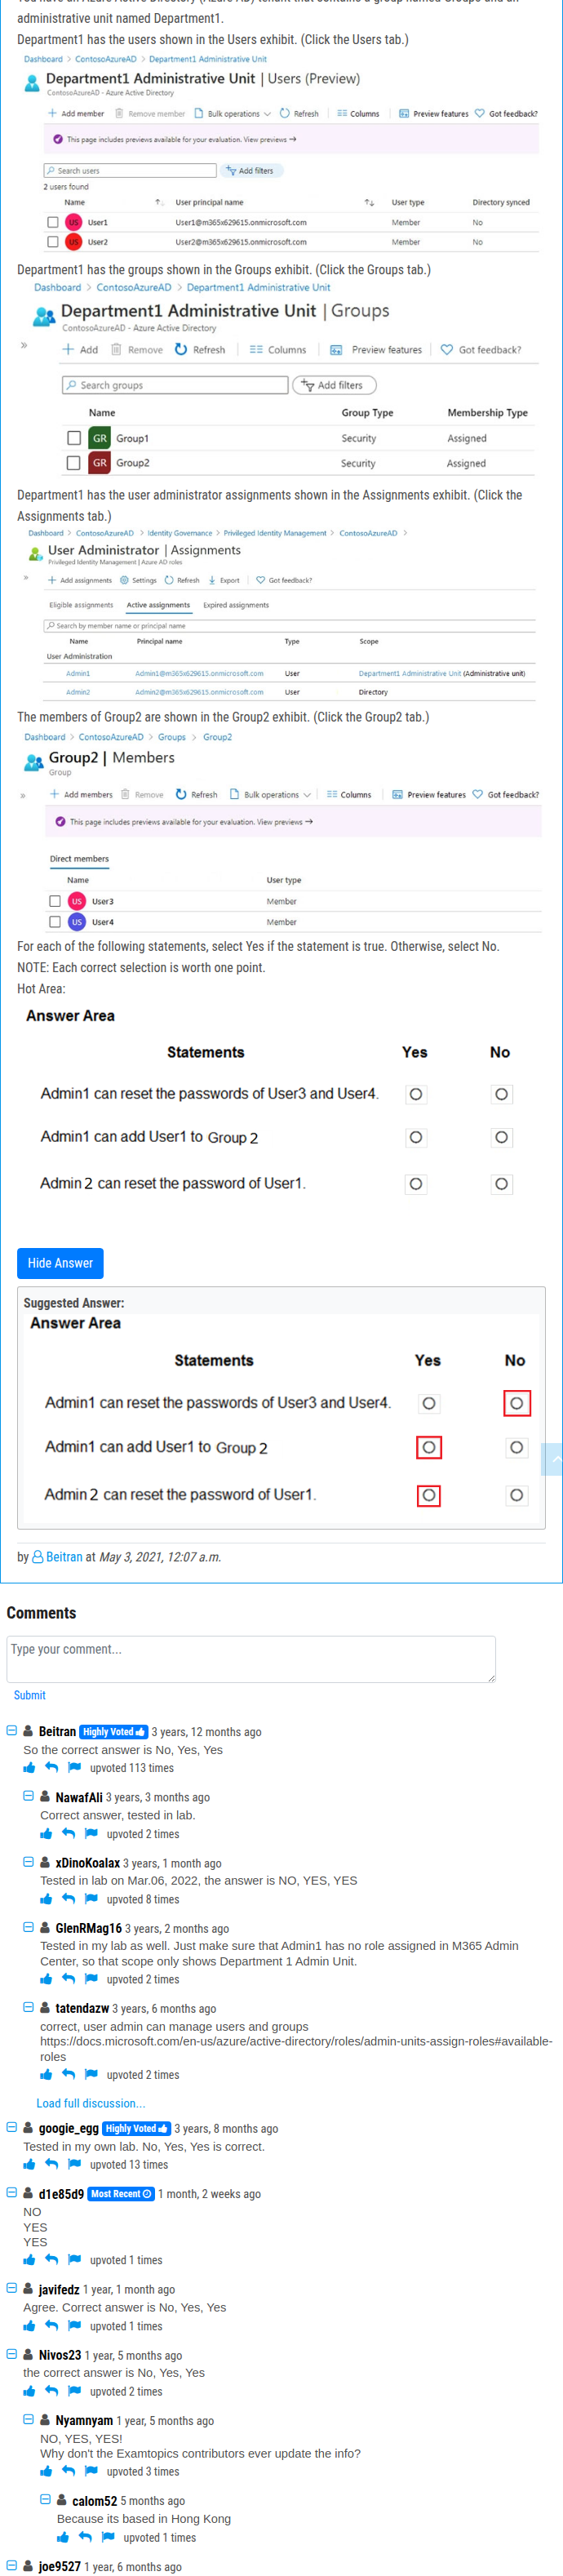 You have an Azure Active Directory (Azure AD) tenant that contains a group named Groups and an
administrative unit named Department1.
Department1 has the users shown in the Users exhibit. (Click the Users tab.)
Dashboard > ContosoAzureAD > Department1 Administrative Unit
Department1 Administrative Unit | Users (Preview)
ContosoAzureAD - Azure Active Directory
Add member Remove member Bulk operations Refresh Columns Preview features Got feedback?
This page includes previews available for your evaluation. View previews →
Search users Add filters
2 users found
Name User principal name User type Directory synced
US User1 User1@m365x629615.onmicrosoft.com Member No
US User2 User2@m365x629615.onmicrosoft.com Member No
Department1 has the groups shown in the Groups exhibit. (Click the Groups tab.)
Dashboard > ContosoAzureAD > Department1 Administrative Unit
Department1 Administrative Unit | Groups
ContosoAzureAD - Azure Active Directory
» Add Remove Refresh Columns Preview features Got feedback?
Search groups Add filters
Name Group Type Membership Type
GR Group1 Security Assigned
GR Group2 Security Assigned
Department1 has the user administrator assignments shown in the Assignments exhibit. (Click the
Assignments tab.)
Dashboard > ContosoAzureAD > Identity Governance > Privileged Identity Management > ContosoAzureAD >
User Administrator | Assignments
Privileged Identity Management | Azure AD roles
» Add assignments Settings Refresh Export Got feedback?
Eligible assignments Active assignments Expired assignments
Search by member name or principal name
Name Principal name Type Scope
User Administration
Admin1 Admin1@m365x629615.onmicrosoft.com User Department1 Administrative Unit (Administrative unit)
Admin2 Admin2@m365x629615.onmicrosoft.com User Directory
The members of Group2 are shown in the Group2 exhibit. (Click the Group2 tab.)
Dashboard > ContosoAzureAD > Groups > Group2
Group2 | Members
Group
» Add members Remove Refresh Bulk operations Columns Preview features Got feedback?
This page includes previews available for your evaluation. View previews →
Direct members
Name User type
US User3 Member
US User4 Member
For each of the following statements, select Yes if the statement is true. Otherwise, select No.
NOTE: Each correct selection is worth one point.
Hot Area:
Answer Area
Statements Yes No
Admin1 can reset the passwords of User3 and User4.
Admin1 can add User1 to Group 2
Admin 2 can reset the password of User1.
Hide Answer
Suggested Answer:
Answer Area
Statements Yes No
Admin1 can reset the passwords of User3 and User4.
Admin1 can add User1 to Group 2
Admin 2 can reset the password of User1.
by Beitran at May 3, 2021, 12:07 a.m.
Comments
Type your comment...
Submit
Beitran Highly Voted 3 years, 12 months ago
So the correct answer is No, Yes, Yes
upvoted 113 times
NawafAli 3 years, 3 months ago
Correct answer, tested in lab.
upvoted 2 times
xDinoKoalax 3 years, 1 month ago
Tested in lab on Mar.06, 2022, the answer is NO, YES, YES
upvoted 8 times
GlenRMag16 3 years, 2 months ago
Tested in my lab as well. Just make sure that Admin1 has no role assigned in M365 Admin
Center, so that scope only shows Department 1 Admin Unit.
upvoted 2 times
tatendazw 3 years, 6 months ago
correct, user admin can manage users and groups
https://docs.microsoft.com/en-us/azure/active-directory/roles/admin-units-assign-roles#available-
roles
upvoted 2 times
Load full discussion...
googie_egg Highly Voted 3 years, 8 months ago
Tested in my own lab. No, Yes, Yes is correct.
upvoted 13 times
d1e85d9 Most Recent 1 month, 2 weeks ago
NO
YES
YES
upvoted 1 times
javifedz 1 year, 1 month ago
Agree. Correct answer is No, Yes, Yes
upvoted 1 times
Nivos23 1 year, 5 months ago
the correct answer is No, Yes, Yes
upvoted 2 times
Nyamnyam 1 year, 5 months ago
NO, YES, YES!
Why don't the Examtopics contributors ever update the info?
upvoted 3 times
calom52 5 months ago
Because its based in Hong Kong
upvoted 1 times
joe9527 1 year, 6 months ago